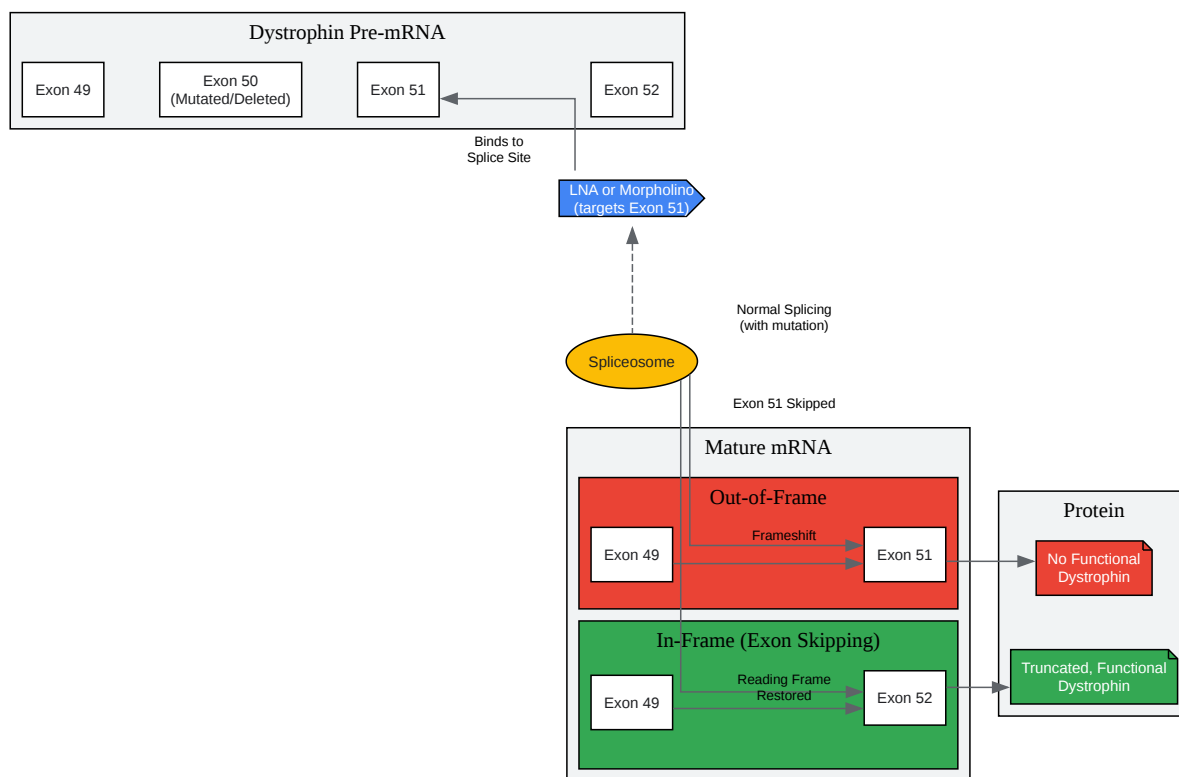 Dystrophin Pre-mRNA
Exon 49
Exon 50
(Mutated/Deleted)
Exon 51
Exon 52
Binds to
Splice Site
LNA or Morpholino
(targets Exon 51)
Normal Splicing
(with mutation)
Spliceosome
Exon 51 Skipped
Mature mRNA
Out-of-Frame
Exon 49
Frameshift
Exon 51
In-Frame (Exon Skipping)
Exon 49
Reading Frame
Restored
Exon 52
Protein
No Functional
Dystrophin
Truncated, Functional
Dystrophin